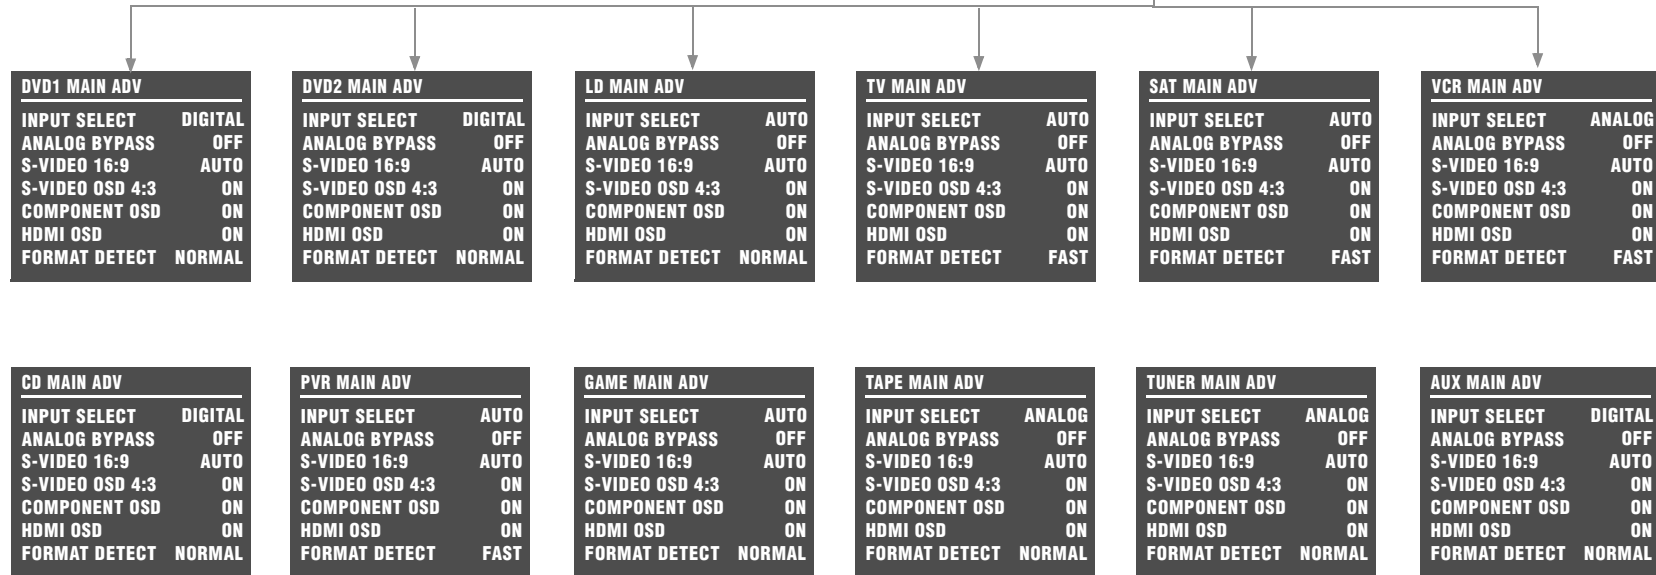 DVD1 MAIN ADV
INPUT SELECT DIGITAL
ANALOG BYPASS OFF
S-VIDEO 16:9 AUTO
S-VIDEO OSD 4:3 ON
COMPONENT OSD ON
HDMI OSD ON
FORMAT DETECT NORMAL
DVD2 MAIN ADV
INPUT SELECT DIGITAL
ANALOG BYPASS OFF
S-VIDEO 16:9 AUTO
S-VIDEO OSD 4:3 ON
COMPONENT OSD ON
HDMI OSD ON
FORMAT DETECT NORMAL
LD MAIN ADV
INPUT SELECT AUTO
ANALOG BYPASS OFF
S-VIDEO 16:9 AUTO
S-VIDEO OSD 4:3 ON
COMPONENT OSD ON
HDMI OSD ON
FORMAT DETECT NORMAL
TV MAIN ADV
INPUT SELECT AUTO
ANALOG BYPASS OFF
S-VIDEO 16:9 AUTO
S-VIDEO OSD 4:3 ON
COMPONENT OSD ON
HDMI OSD ON
FORMAT DETECT FAST
SAT MAIN ADV
INPUT SELECT AUTO
ANALOG BYPASS OFF
S-VIDEO 16:9 AUTO
S-VIDEO OSD 4:3 ON
COMPONENT OSD ON
HDMI OSD ON
FORMAT DETECT FAST
VCR MAIN ADV
INPUT SELECT ANALOG
ANALOG BYPASS OFF
S-VIDEO 16:9 AUTO
S-VIDEO OSD 4:3 ON
COMPONENT OSD ON
HDMI OSD ON
FORMAT DETECT FAST
CD MAIN ADV
INPUT SELECT DIGITAL
ANALOG BYPASS OFF
S-VIDEO 16:9 AUTO
S-VIDEO OSD 4:3 ON
COMPONENT OSD ON
HDMI OSD ON
FORMAT DETECT NORMAL
PVR MAIN ADV
INPUT SELECT AUTO
ANALOG BYPASS OFF
S-VIDEO 16:9 AUTO
S-VIDEO OSD 4:3 ON
COMPONENT OSD ON
HDMI OSD ON
FORMAT DETECT FAST
GAME MAIN ADV
INPUT SELECT AUTO
ANALOG BYPASS OFF
S-VIDEO 16:9 AUTO
S-VIDEO OSD 4:3 ON
COMPONENT OSD ON
HDMI OSD ON
FORMAT DETECT NORMAL
TAPE MAIN ADV
INPUT SELECT ANALOG
ANALOG BYPASS OFF
S-VIDEO 16:9 AUTO
S-VIDEO OSD 4:3 ON
COMPONENT OSD ON
HDMI OSD ON
FORMAT DETECT NORMAL
TUNER MAIN ADV
INPUT SELECT ANALOG
ANALOG BYPASS OFF
S-VIDEO 16:9 AUTO
S-VIDEO OSD 4:3 ON
COMPONENT OSD ON
HDMI OSD ON
FORMAT DETECT NORMAL
AUX MAIN ADV
INPUT SELECT DIGITAL
ANALOG BYPASS OFF
S-VIDEO 16:9 AUTO
S-VIDEO OSD 4:3 ON
COMPONENT OSD ON
HDMI OSD ON
FORMAT DETECT NORMAL